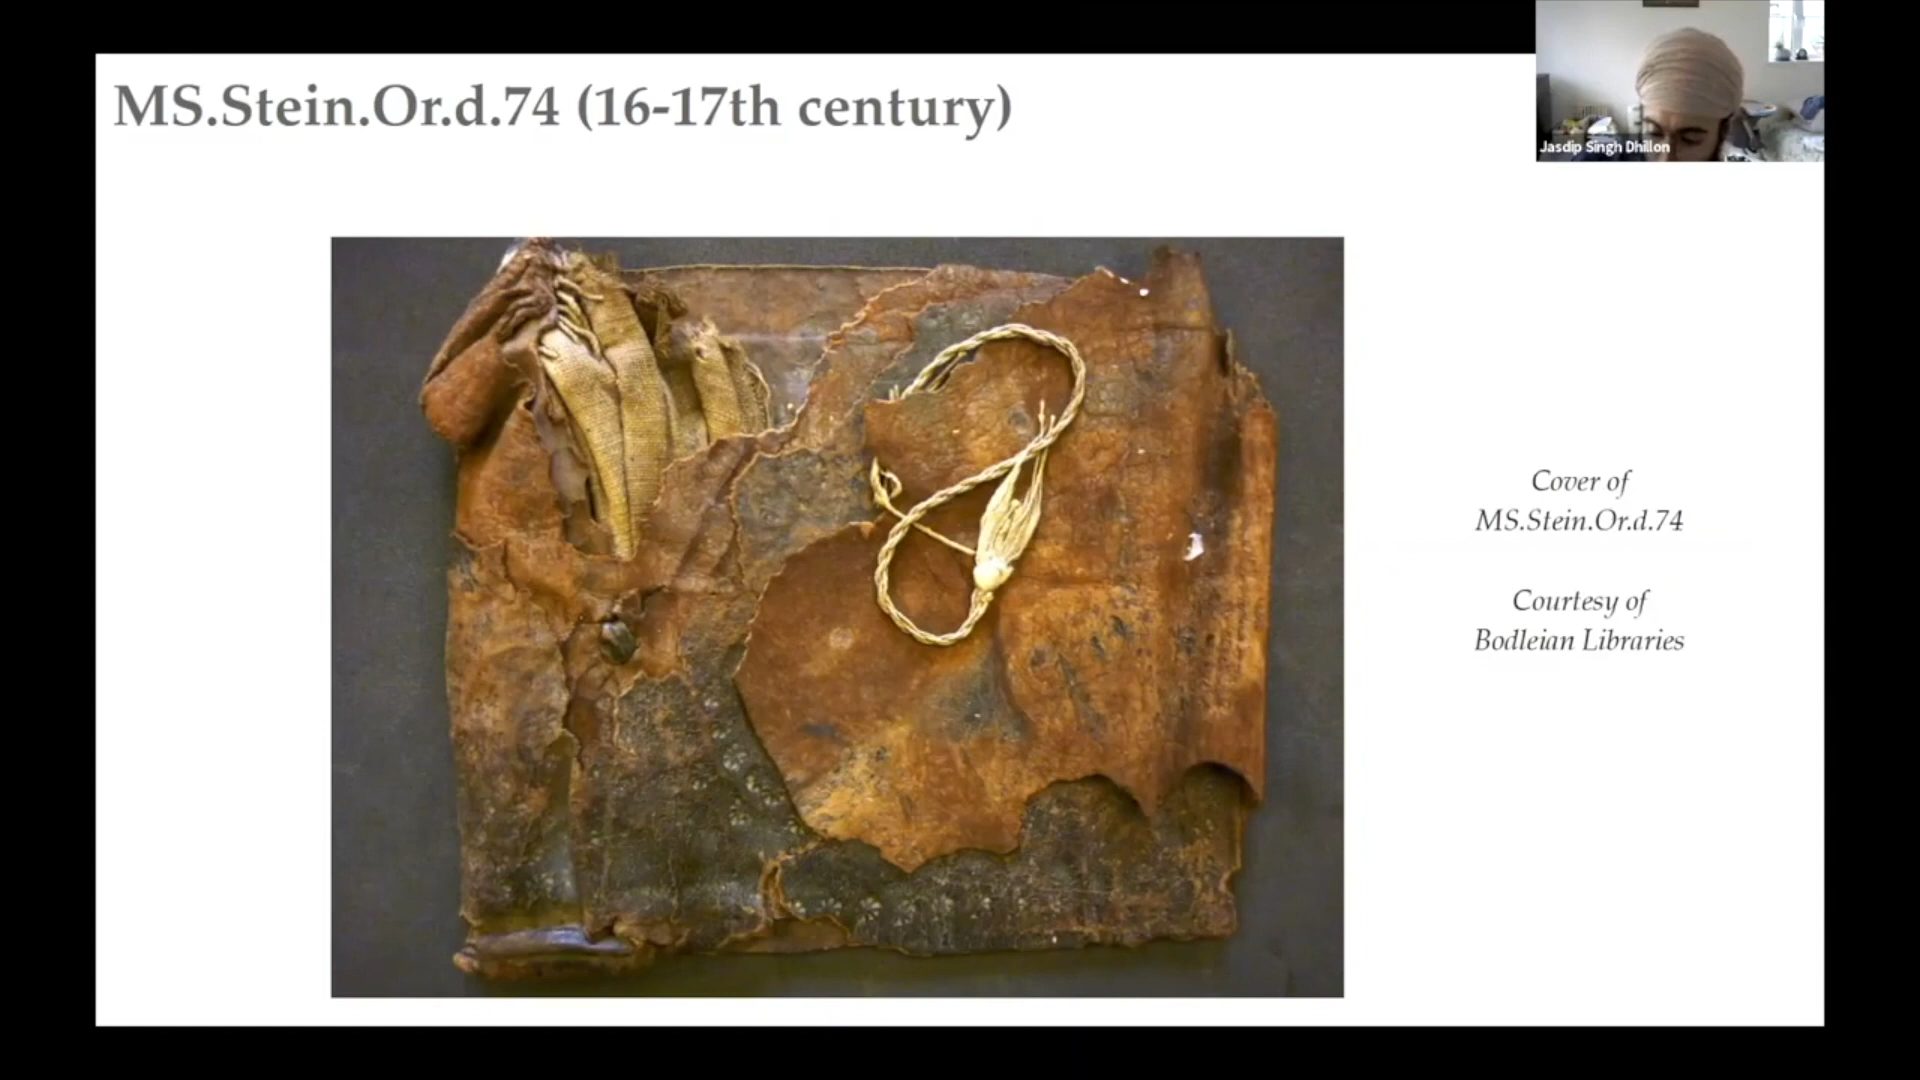 MS.Stein.Or.d.74 (16-17th century)
Jasdip Singh Dhillon
Cover of
MS.Stein.Or.d.74
Courtesy of
Bodleian Libraries